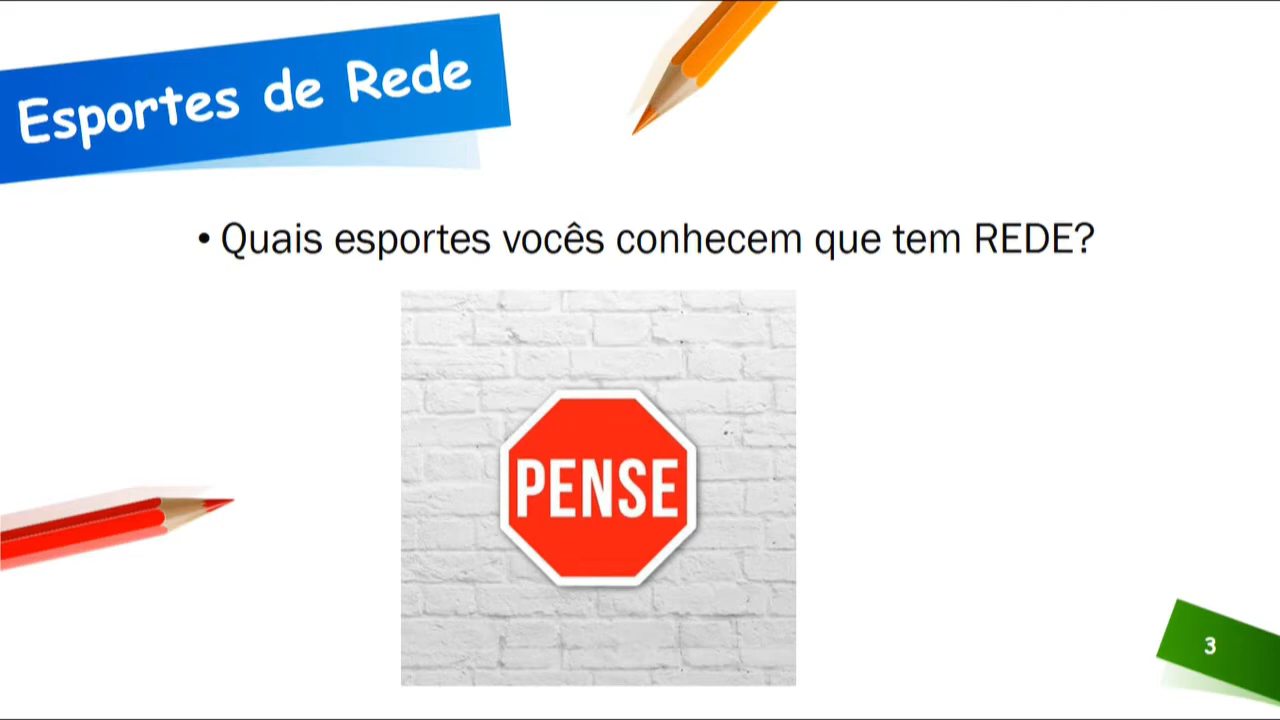 Esportes de Rede
• Quais esportes vocês conhecem que tem REDE?
PENSE
3